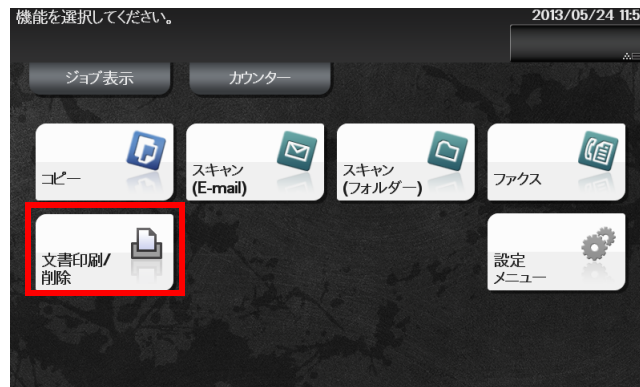 機能を選択してください。
2013/05/24 11:5
ジョブ表示
カウンター
コピー
スキャン
(E-mail)
スキャン
(フォルダー)
ファクス
文書印刷/
削除
設定
メニュー